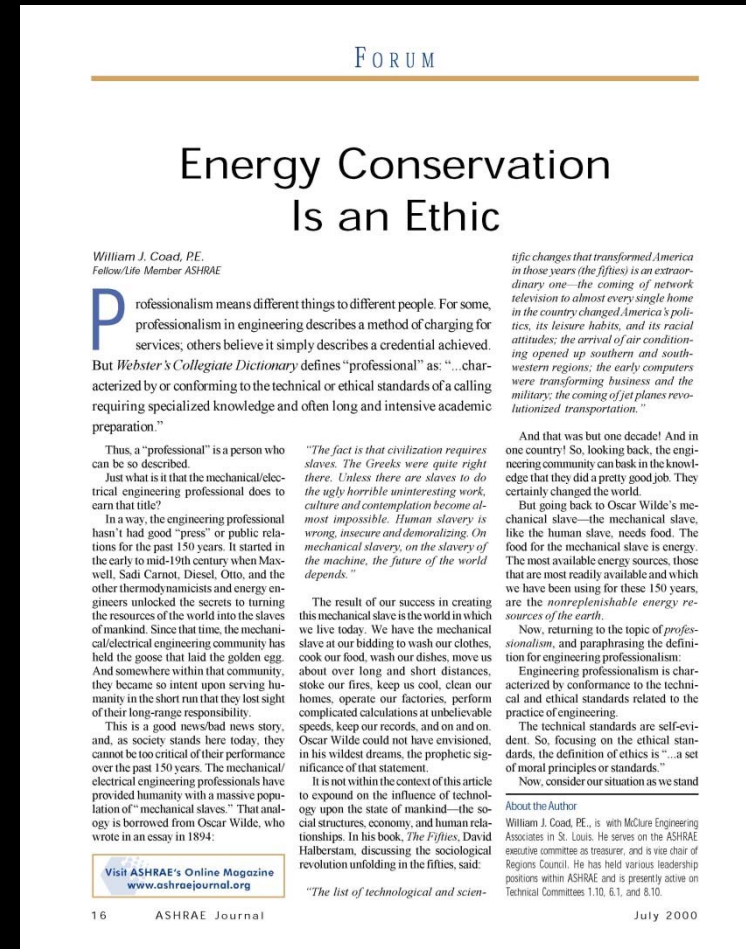 FORUM
Energy Conservation
Is an Ethic
William J. Coad, P.E.
Fellow/Life Member ASHRAE
Professionalism means different things to different people. For some,
professionalism in engineering describes a method of charging for
services; others believe it simply describes a credential achieved.
But Webster's Collegiate Dictionary defines “professional” as: “...char-
acterized by or conforming to the technical or ethical standards of a calling
requiring specialized knowledge and often long and intensive academic
preparation.”
Thus, a “professional” is a person who
can be so described.
Just what is it that the mechanical/elec-
trical engineering professional does to
earn that title?
In a way, the engineering professional
hasn't had good “press” or public rela-
tions for the past 150 years. It started in
the early to mid-19th century when Max-
well, Sadi Carnot, Diesel, Otto, and the
other thermodynamicists and energy en-
gineers unlocked the secrets to turning
the resources of the world into the slaves
of mankind. Since that time, the mechani-
cal/electrical engineering community has
held the goose that laid the golden egg.
And somewhere within that community,
they became so intent upon serving hu-
manity in the short run that they lost sight
of their long-range responsibility.
This is a good news/bad news story,
and, as society stands here today, they
cannot be too critical of their performance
over the past 150 years. The mechanical/
electrical engineering professionals have
provided humanity with a massive popu-
lation of “mechanical slaves.” That anal-
ogy is borrowed from Oscar Wilde, who
wrote in an essay in 1894:
Visit ASHRAE's Online Magazine
www.ashraejournal.org
“The fact is that civilization requires
slaves. The Greeks were quite right
there. Unless there are slaves to do
the ugly horrible uninteresting work,
culture and contemplation become al-
most impossible. Human slavery is
wrong, insecure and demoralizing. On
mechanical slavery, on the slavery of
the machine, the future of the world
depends.”
The result of our success in creating
this mechanical slave is the world in which
we live today. We have the mechanical
slave at our bidding to wash our clothes,
cook our food, wash our dishes, move us
about over long and short distances,
stoke our fires, keep us cool, clean our
homes, operate our factories, perform
complicated calculations at unbelievable
speeds, keep our records, and on and on.
Oscar Wilde could not have envisioned,
in his wildest dreams, the prophetic sig-
nificance of that statement.
It is not within the context of this article
to expound on the influence of technol-
ogy upon the state of mankind—the so-
cial structures, economy, and human rela-
tionships. In his book, The Fifties, David
Halberstam, discussing the sociological
revolution unfolding in the fifties, said:
“The list of technological and scien-
tific changes that transformed America
in those years (the fifties) is an extraor-
dinary one—the coming of network
television to almost every single home
in the country changed America's poli-
tics, its leisure habits, and its racial
attitudes; the arrival of air condition-
ing opened up southern and south-
western regions; the early computers
were transforming business and the
military; the coming of jet planes revo-
lutionized transportation.”
And that was but one decade! And in
one country! So, looking back, the engi-
neering community can bask in the knowl-
edge that they did a pretty good job. They
certainly changed the world.
But going back to Oscar Wilde's me-
chanical slave—the mechanical slave,
like the human slave, needs food. The
food for the mechanical slave is energy.
The most available energy sources, those
that are most readily available and which
we have been using for these 150 years,
are the nonreplenishable energy re-
sources of the earth.
Now, returning to the topic of profes-
sionalism, and paraphrasing the defini-
tion for engineering professionalism:
Engineering professionalism is char-
acterized by conformance to the techni-
cal and ethical standards related to the
practice of engineering.
The technical standards are self-evi-
dent. So, focusing on the ethical stan-
dards, the definition of ethics is “...a set
of moral principles or standards.”
Now, consider our situation as we stand
About the Author
William J. Coad, P.E., is with McClure Engineering
Associates in St. Louis. He serves on the ASHRAE
executive committee as treasurer, and is vice chair of
Regions Council. He has held various leadership
positions within ASHRAE and is presently active on
Technical Committees 1.10, 6.1, and 8.10.
16 ASHRAE Journal July 2000